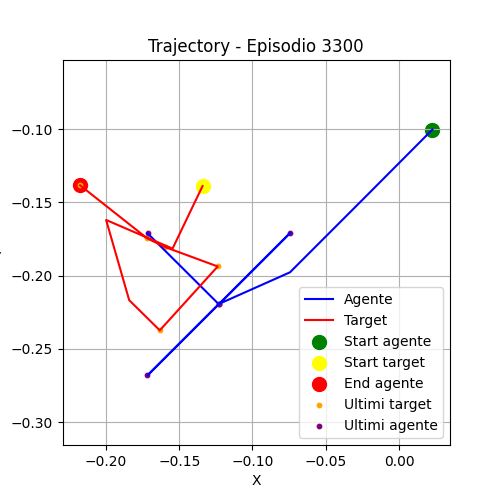 Trajectory - Episodio 3300
−0.10
−0.15
−0.20
−0.25
−0.30
Agente
Target
Start agente
Start target
End agente
Ultimi target
Ultimi agente
−0.20
−0.15
−0.10
−0.05
0.00
X